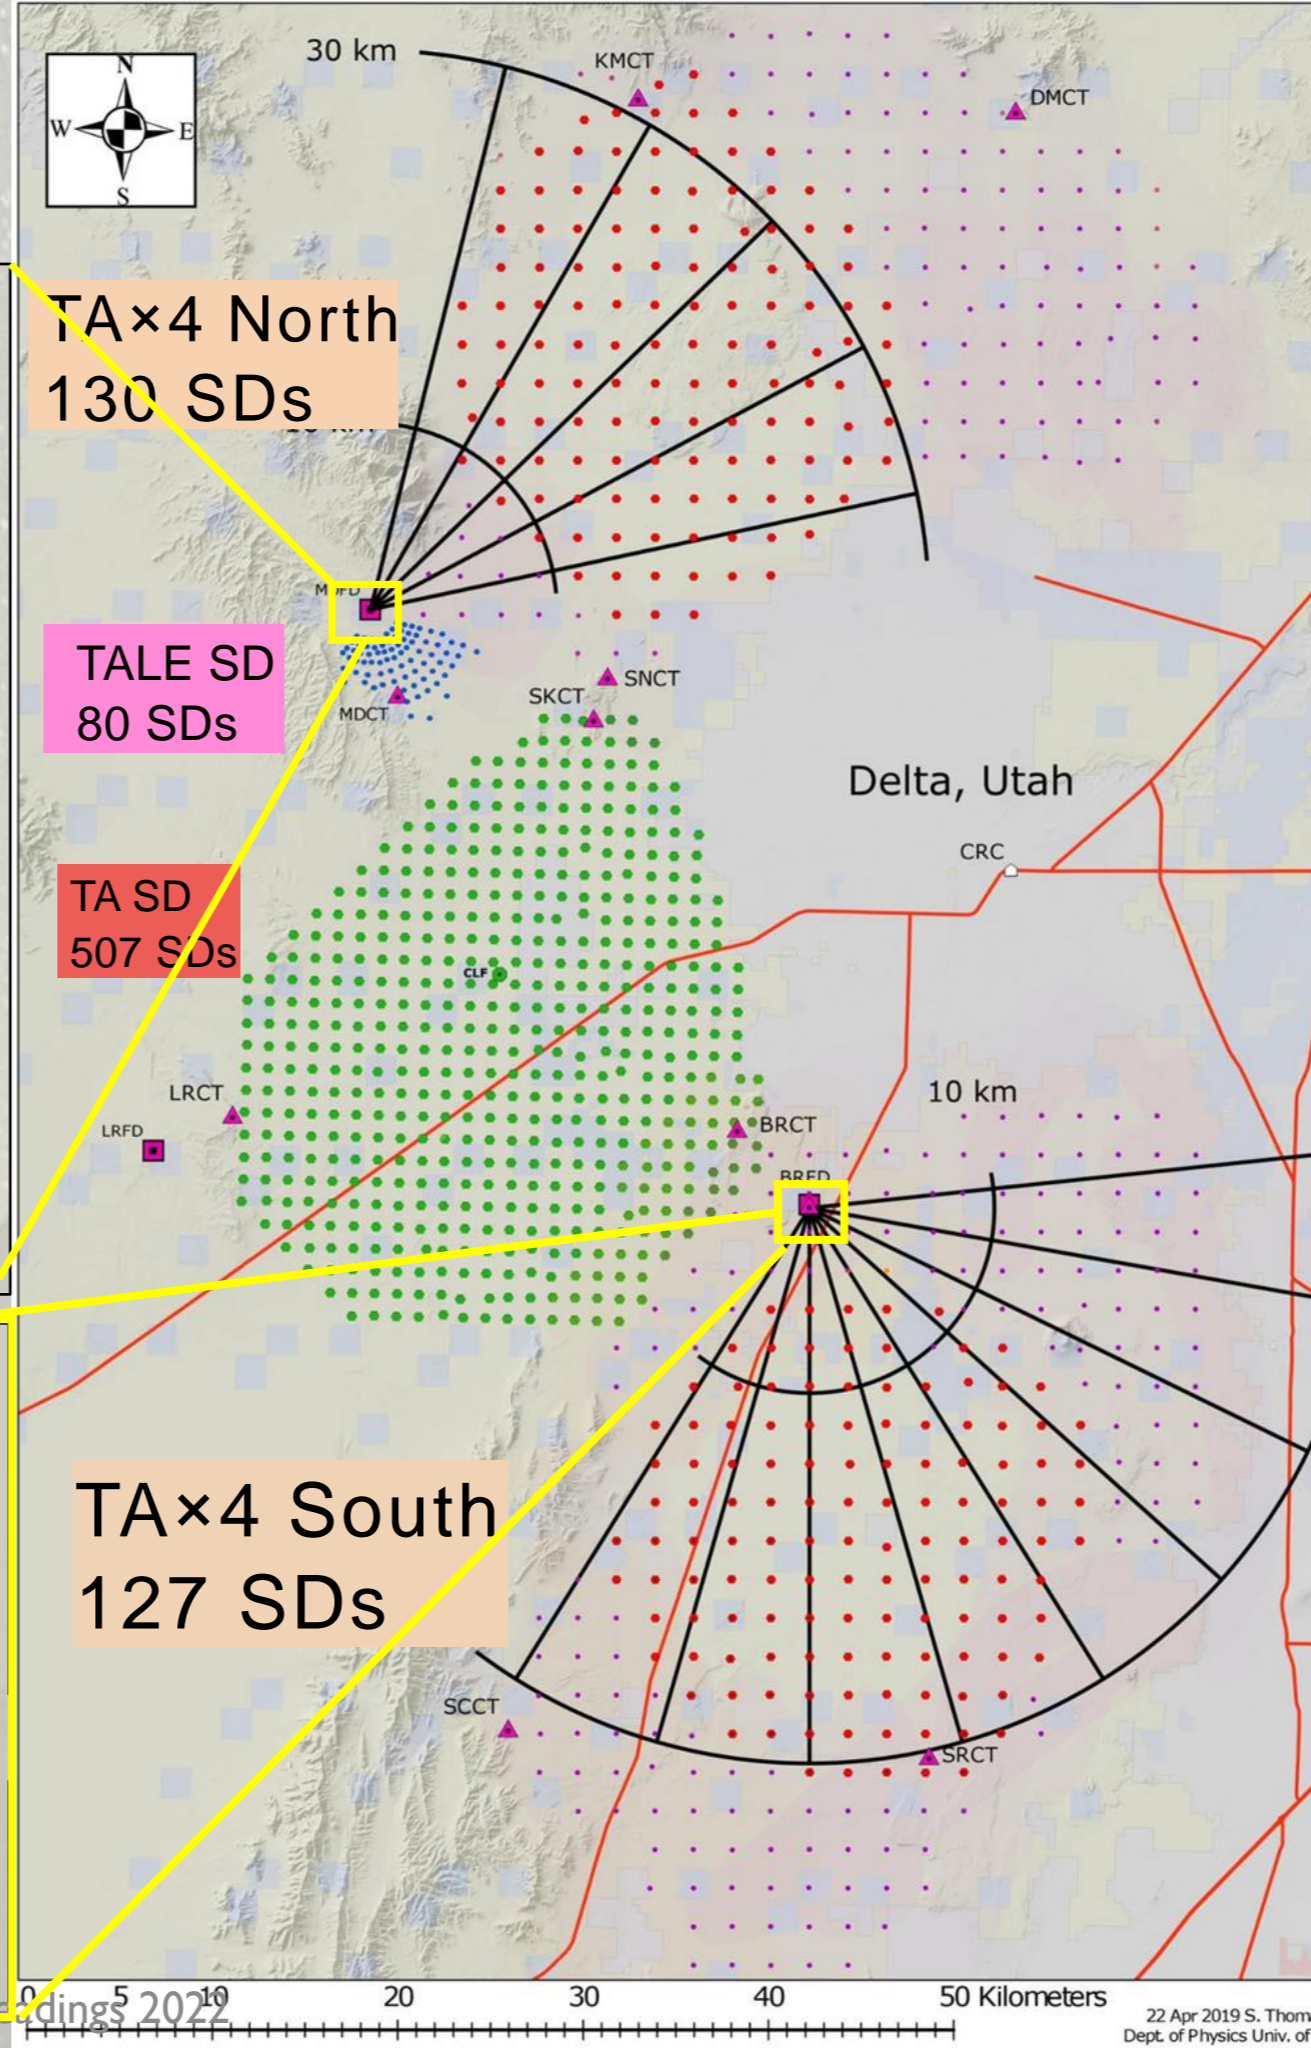 30 km
KMCT
DMCT
N
W
E
S
TA×4 North
130 SDs
TALE SD
80 SDs
SNCT
SKCT
MDCT
Delta, Utah
CRC
TA SD
507 SDs
CLF
10 km
LRCT
LRFD
BRCT
BRFD
TA×4 South
127 SDs
SCCT
SRCT
0 5 10 20 30 40 50 Kilometers
2022
22 Apr 2019 S. Thom
Dept. of Physics Univ. of